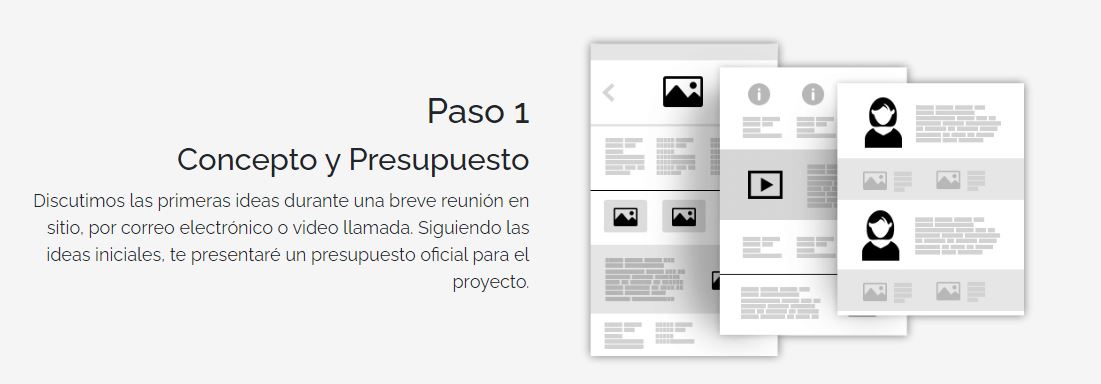 Paso 1
Concepto y Presupuesto
Discutimos las primeras ideas durante una breve reunión en
sitio, por correo electrónico o video llamada. Siguiendo las
ideas iniciales, te presentaré un presupuesto oficial para el
proyecto.